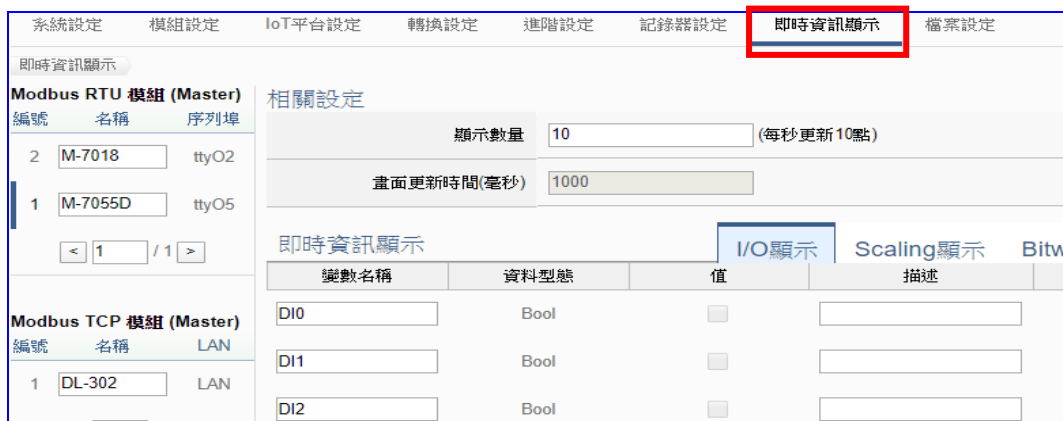 系統設定 模組設定 IoT平台設定 轉換設定 進階設定 記錄器設定 即時資訊顯示 檔案設定
即時資訊顯示
Modbus RTU 模組 (Master)
編號 名稱 序列埠
2 M-7018 ttyO2
1 M-7055D ttyO5
< 1 / 1 >
Modbus TCP 模組 (Master)
編號 名稱 LAN
1 DL-302 LAN
相關設定
顯示數量 10 (每秒更新10點)
畫面更新時間(毫秒) 1000
即時資訊顯示 I/O顯示 Scaling顯示 Bitw
變數名稱 資料型態 值 描述
DI0 Bool
DI1 Bool
DI2 Bool